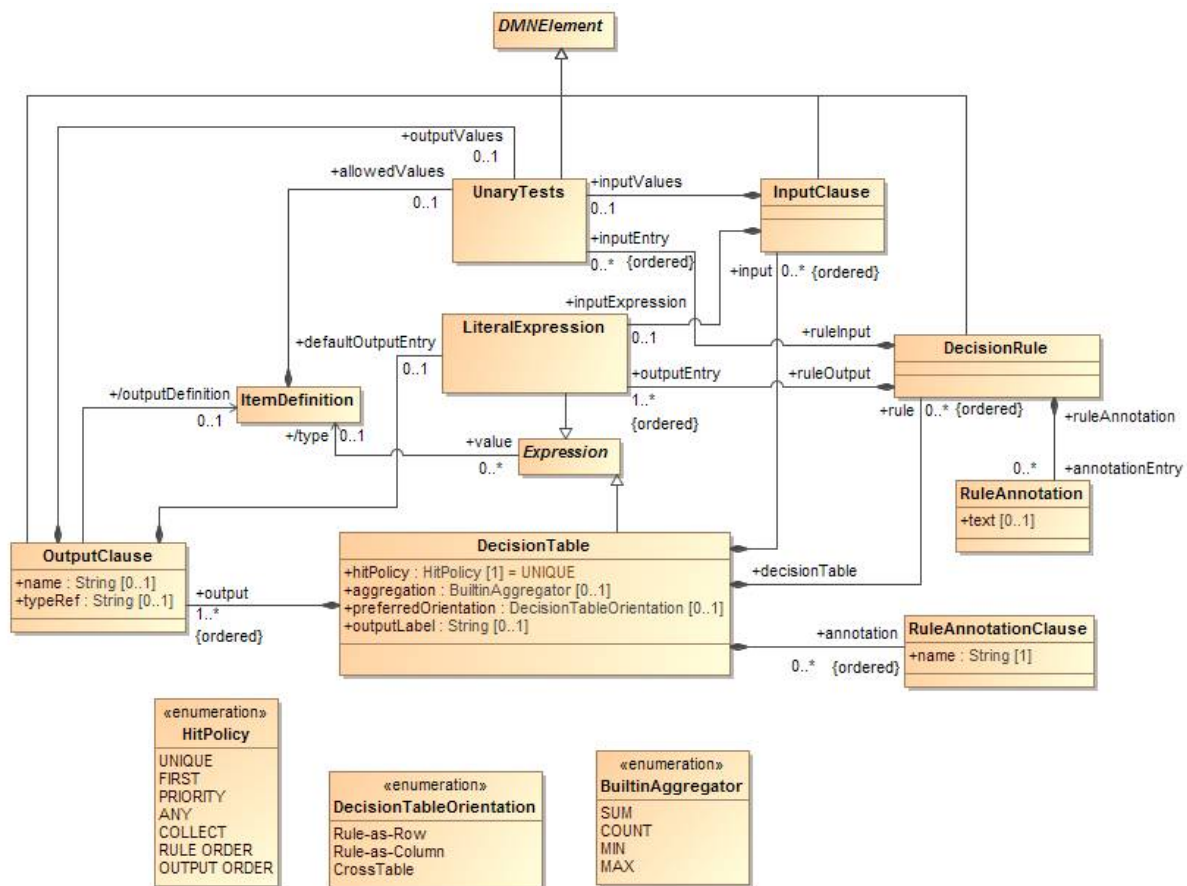 DMNElement
+outputValues
0..1
+allowedValues
0..1
UnaryTests
+inputValues
0..1
InputClause
+inputEntry
0..*
{ordered}
+input
0..*
{ordered}
+inputExpression
0..1
LiteralExpression
+defaultOutputEntry
0..1
+ruleInput
DecisionRule
+outputEntry
1..*
{ordered}
+ruleOutput
+rule
0..*
{ordered}
+ruleAnnotation
+/outputDefinition
0..1
ItemDefinition
+/type
0..1
+value
0..*
Expression
0..*
+annotationEntry
RuleAnnotation
+text [0..1]
OutputClause
+name : String [0..1]
+typeRef : String [0..1]
+output
1..*
{ordered}
DecisionTable
+hitPolicy : HitPolicy [1] = UNIQUE
+aggregation : BuiltinAggregator [0..1]
+preferredOrientation : DecisionTableOrientation [0..1]
+outputLabel : String [0..1]
+decisionTable
+annotation
0..*
{ordered}
RuleAnnotationClause
+name : String [1]
«enumeration»
HitPolicy
UNIQUE
FIRST
PRIORITY
ANY
COLLECT
RULE ORDER
OUTPUT ORDER
«enumeration»
DecisionTableOrientation
Rule-as-Row
Rule-as-Column
CrossTable
«enumeration»
BuiltinAggregator
SUM
COUNT
MIN
MAX